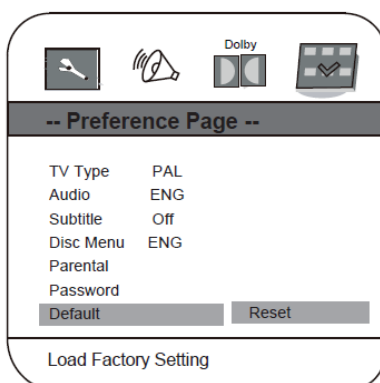 Dolby
-- Preference Page --
TV Type PAL
Audio ENG
Subtitle Off
Disc Menu ENG
Parental
Password
Default Reset
Load Factory Setting